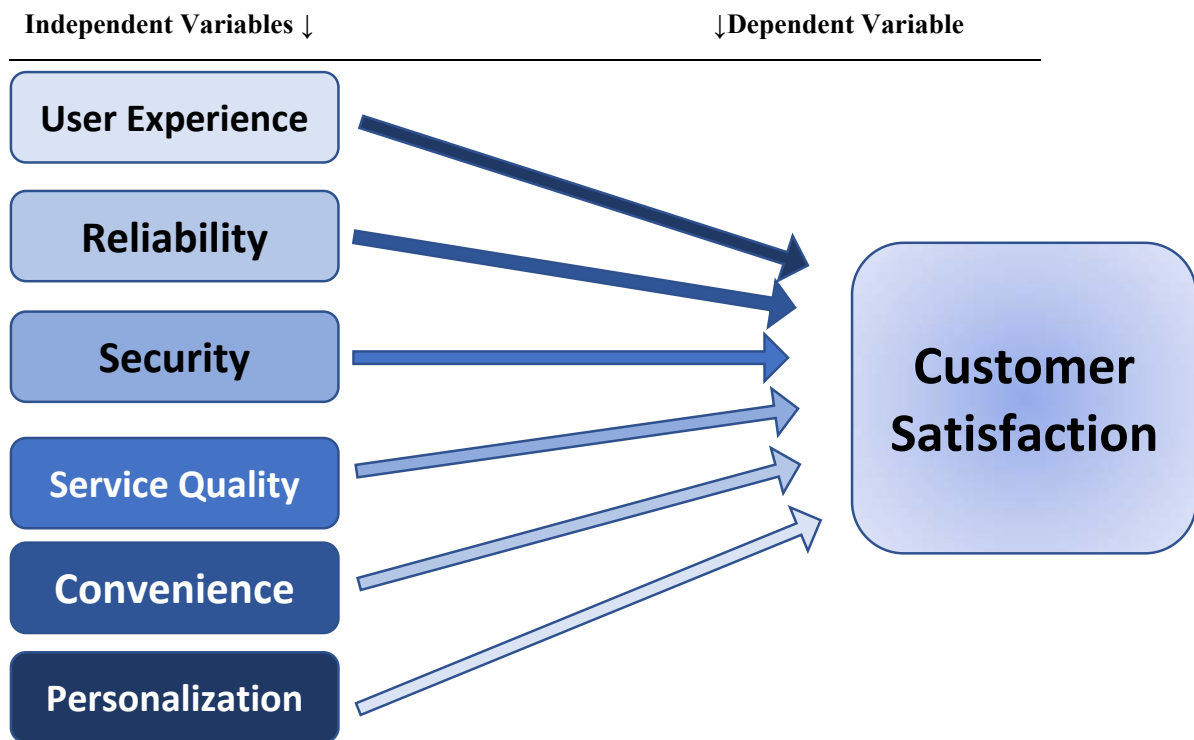 Independent Variables ↓
↓Dependent Variable
User Experience
Reliability
Security
Service Quality
Convenience
Personalization
Customer
Satisfaction